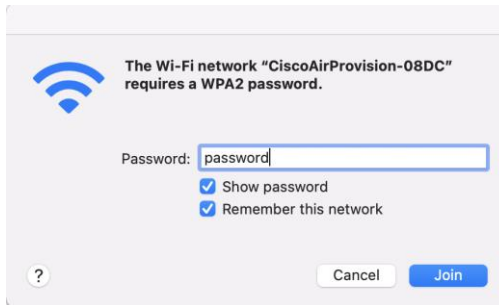 The Wi-Fi network “CiscoAirProvision-08DC”
requires a WPA2 password.
Password: password
Show password
Remember this network
? Cancel Join